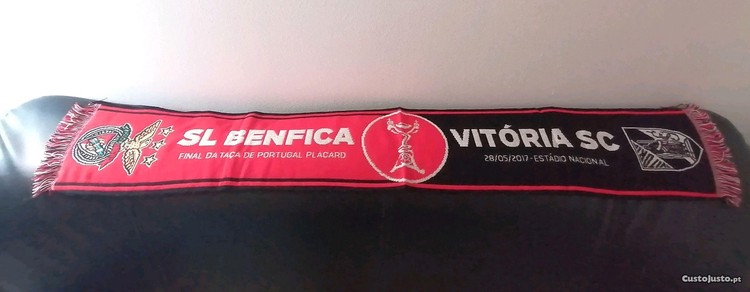 SL BENFICA
FINAL DA TAÇA DE PORTUGAL PLACARD
VITÓRIA SC
28/05/2017-ESTÁDIO NACIONAL
CustoJusto.pt